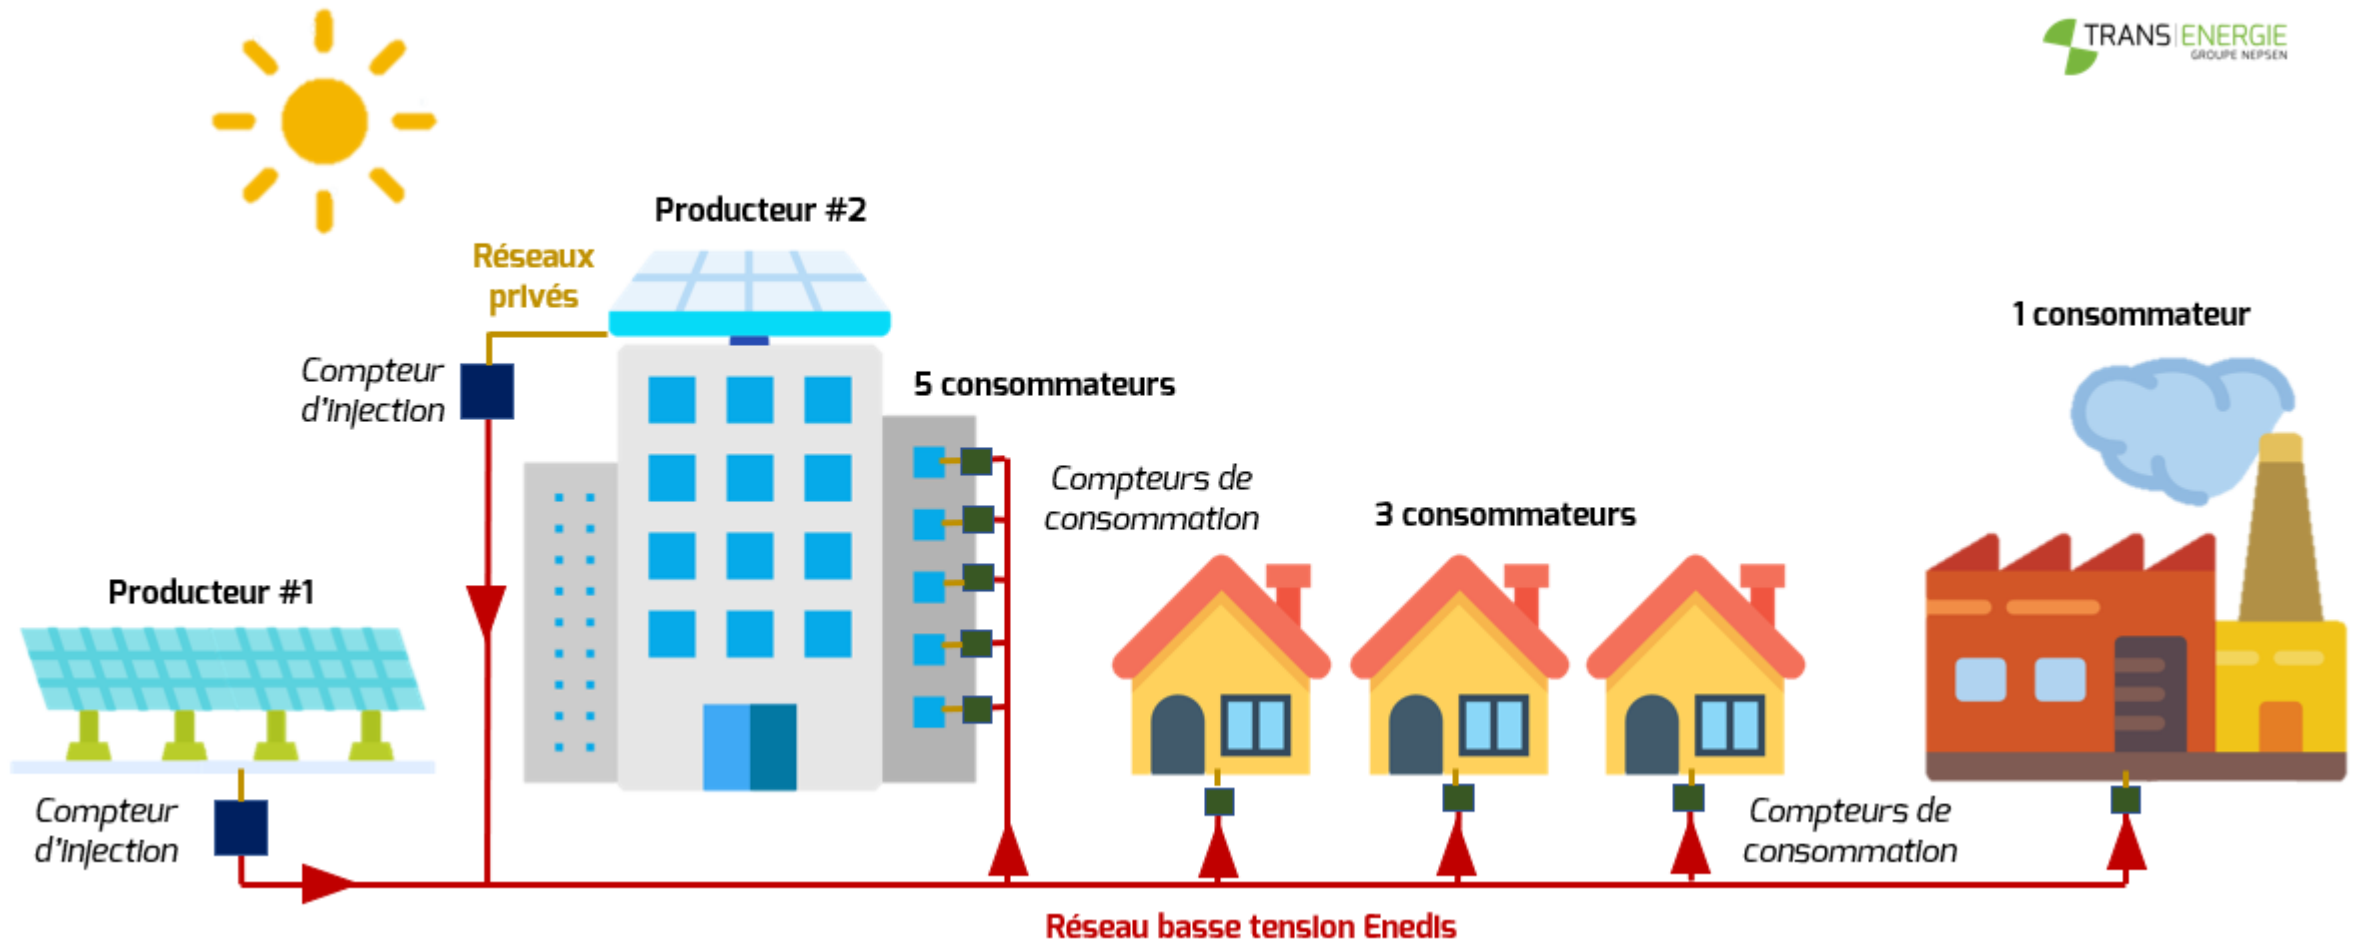 TRANS|ENERGIE
GROUPE NEPSEN
Producteur #2
Réseaux
privés
1 consommateur
Compteur
d'injection
5 consommateurs
Compteurs de
consommation
3 consommateurs
Producteur #1
Compteur
d'injection
Compteurs de
consommation
Réseau basse tension Enedis